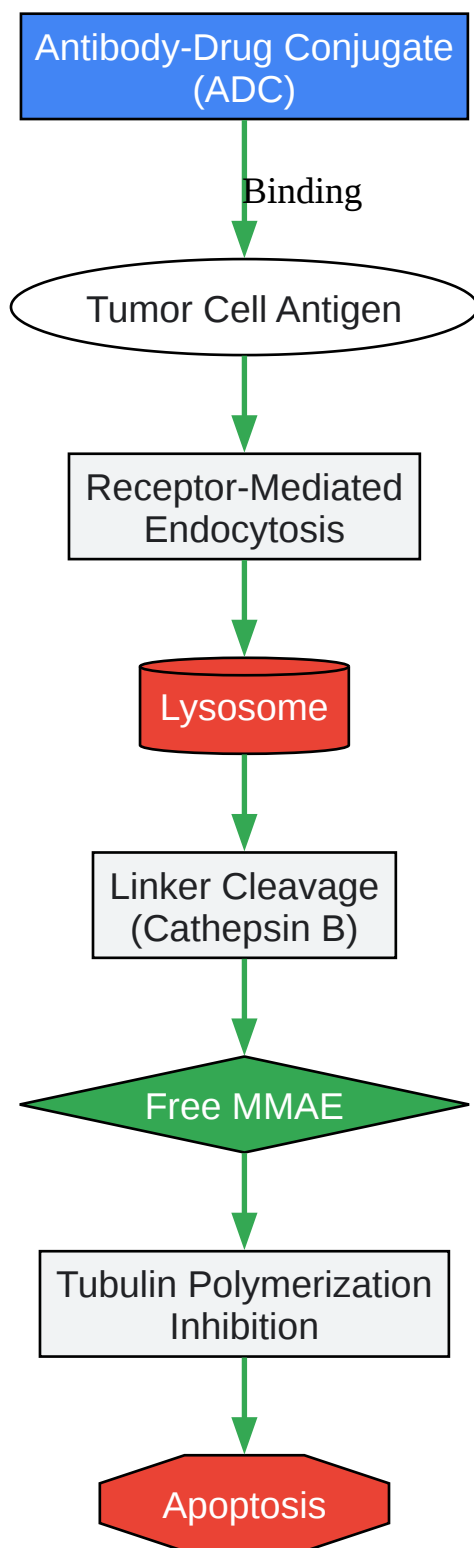 Antibody-Drug Conjugate
(ADC)
Binding
Tumor Cell Antigen
Receptor-Mediated
Endocytosis
Lysosome
Linker Cleavage
(Cathepsin B)
Free MMAE
Tubulin Polymerization
Inhibition
Apoptosis